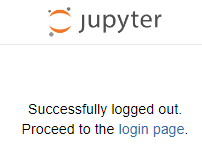 jupyter
Successfully logged out.
Proceed to the login page.